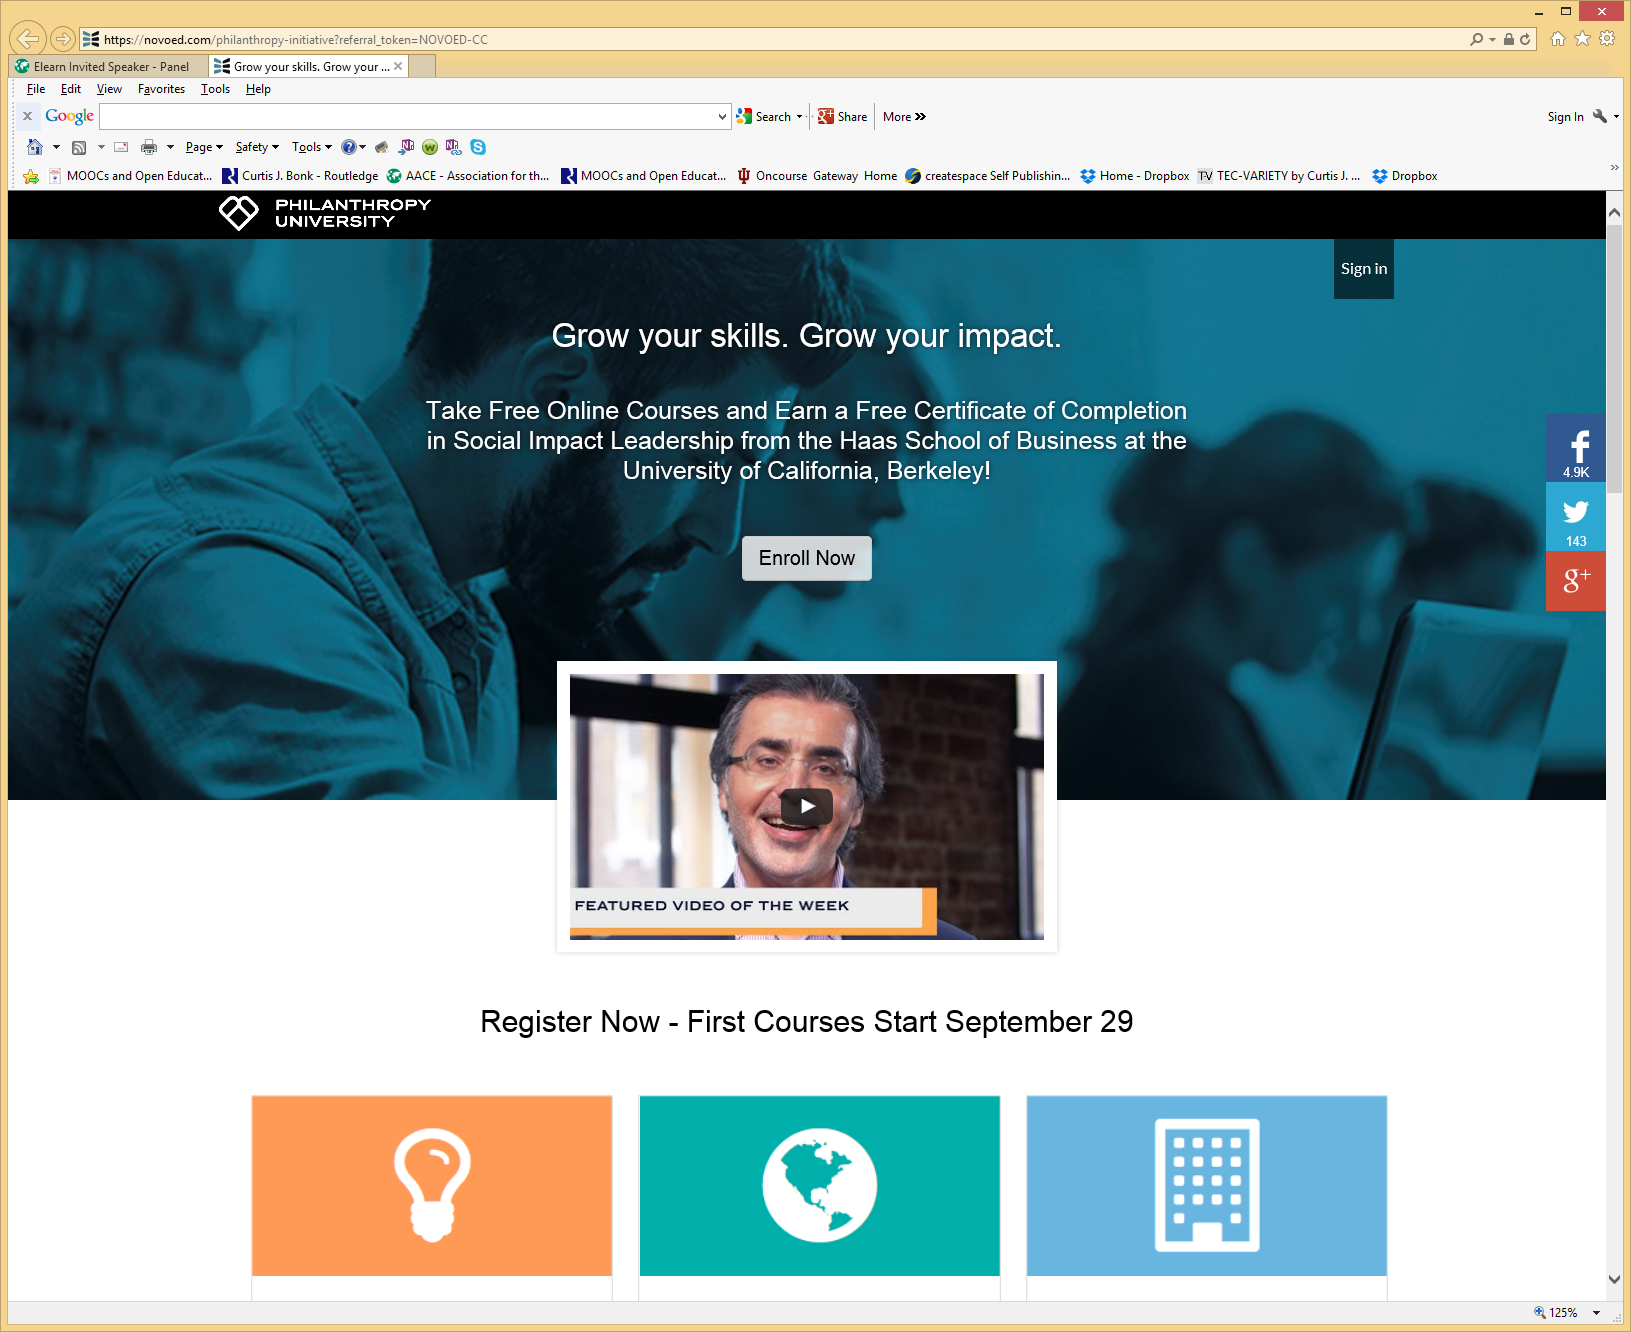 https://novoed.com/philanthropy-initiative?referral_token=NOVOED-CC
Elearn Invited Speaker - Panel
Grow your skills. Grow your ...
File Edit View Favorites Tools Help
x Google Search Share More » Sign In
Page Safety Tools
MOOCs and Open Educat... Curtis J. Bonk - Routledge AACE - Association for th... MOOCs and Open Educat... Oncourse Gateway Home createspace Self Publishin... Home - Dropbox T-V TEC-VARIETY by Curtis J. ... Dropbox
PHILANTHROPY
UNIVERSITY
Sign in
Grow your skills. Grow your impact.
Take Free Online Courses and Earn a Free Certificate of Completion
in Social Impact Leadership from the Haas School of Business at the
University of California, Berkeley!
4.9K
143
g+
Enroll Now
FEATURED VIDEO OF THE WEEK
Register Now - First Courses Start September 29
125%